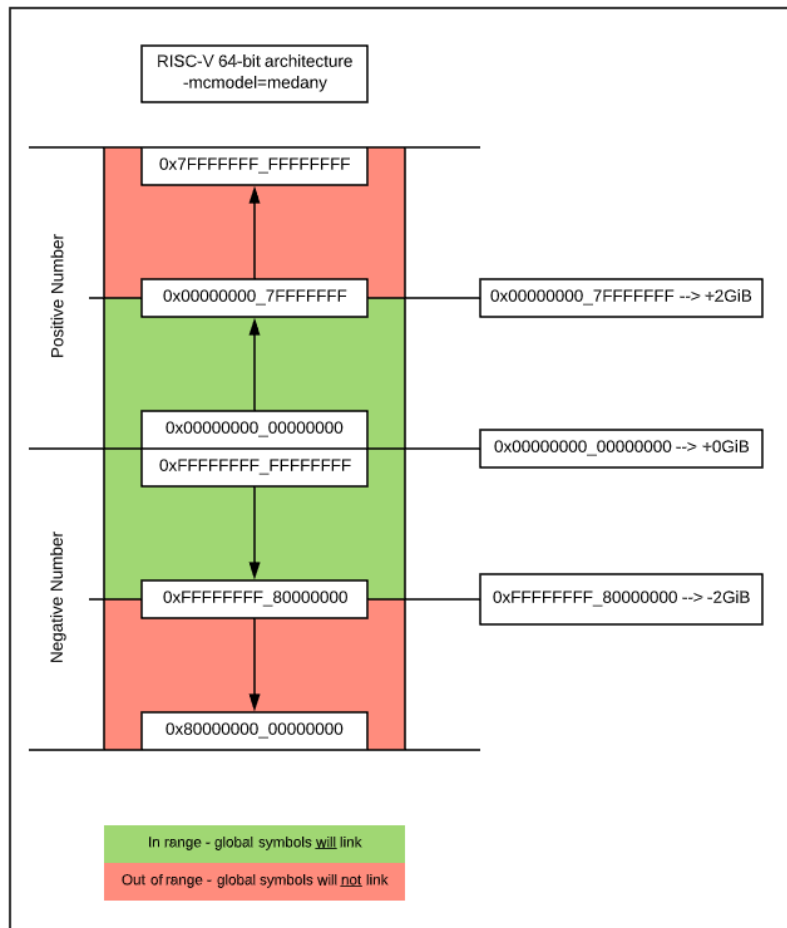 RISC-V 64-bit architecture
-mcmodel=medany
0x7FFFFFFF_FFFFFFFF
Positive Number
0x00000000_7FFFFFFF
0x00000000_7FFFFFFF --> +2GiB
0x00000000_00000000
0x00000000_00000000 --> +0GiB
0xFFFFFFFF_FFFFFFFF
Negative Number
0xFFFFFFFF_80000000
0xFFFFFFFF_80000000 --> -2GiB
0x80000000_00000000
In range - global symbols will link
Out of range - global symbols will not link